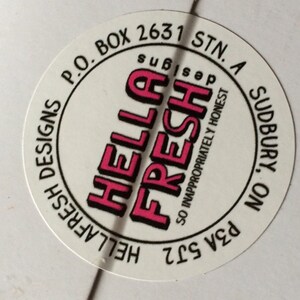 HELLAFRESH DESIGNS P.O. BOX 2631 STN. A SUDBURY, ON P3A 5J2
HELLA
FRESH
designs
SO INAPPROPRIATELY HONEST